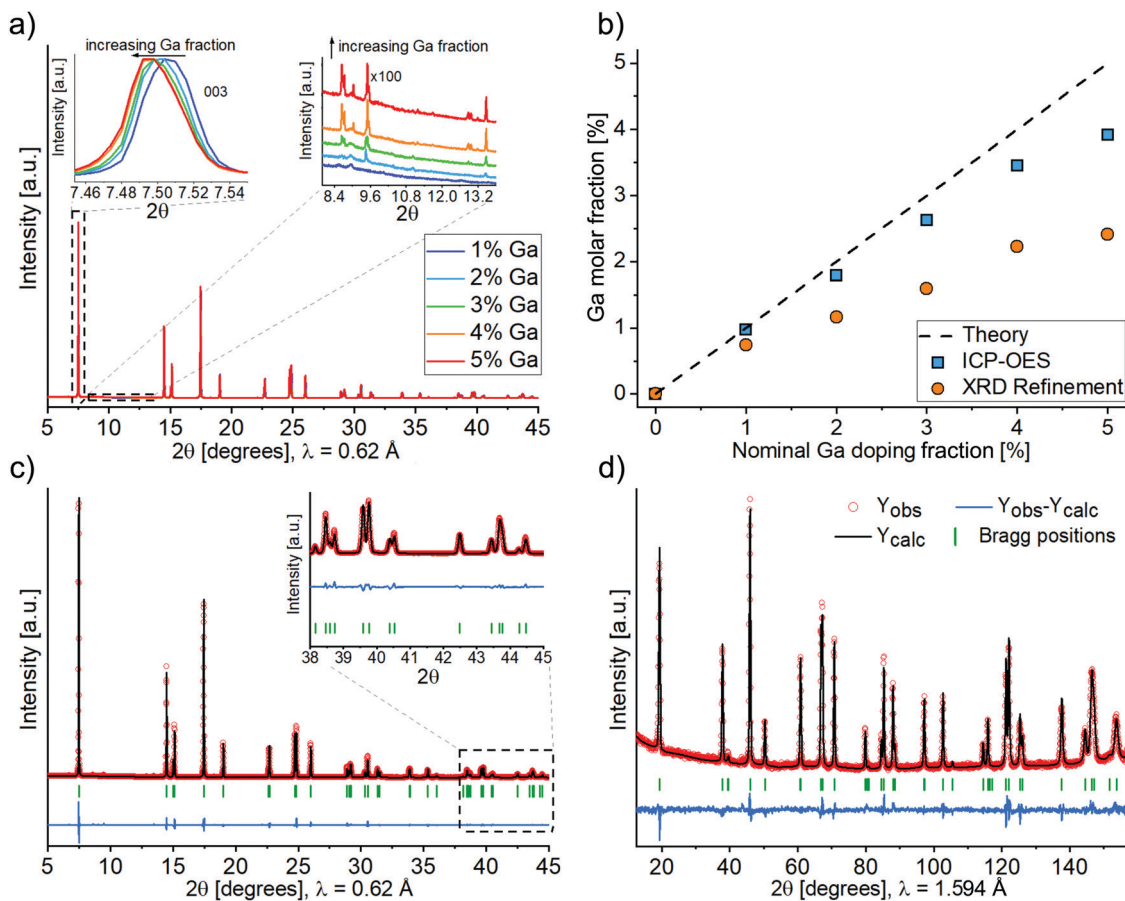 a)
increasing Ga fraction
003
Intensity [a.u.]
7.46 7.48 7.50 7.52 7.54
2θ
increasing Ga fraction
x100
Intensity [a.u.]
8.4 9.6 10.8 12.0 13.2
2θ
1% Ga
2% Ga
3% Ga
4% Ga
5% Ga
Intensity [a.u.]
5 10 15 20 25 30 35 40 45
2θ [degrees], λ = 0.62 Å
b)
Ga molar fraction [%]
5
4
3
2
1
0
Theory
ICP-OES
XRD Refinement
0 1 2 3 4 5
Nominal Ga doping fraction [%]
c)
Intensity [a.u.]
Intensity [a.u.]
38 39 40 41 42 43 44 45
2θ
5 10 15 20 25 30 35 40 45
2θ [degrees], λ = 0.62 Å
d)
Yobs Yobs-Ycalc
Ycalc Bragg positions
Intensity [a.u.]
20 40 60 80 100 120 140
2θ [degrees], λ = 1.594 Å